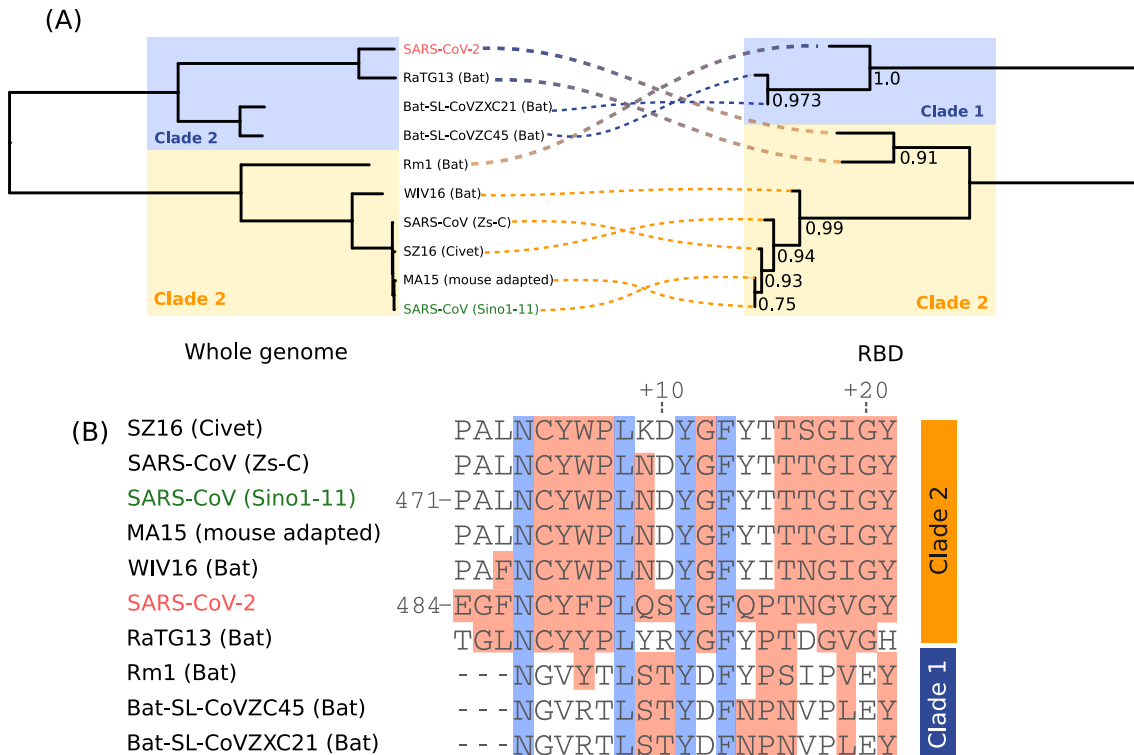 (A)
SARS-CoV-2
RaTG13 (Bat)
Bat-SL-CoVZXC21 (Bat)
Bat-SL-CoVZC45 (Bat)
Rm1 (Bat)
WIV16 (Bat)
SARS-CoV (Zs-C)
SZ16 (Civet)
MA15 (mouse adapted)
SARS-CoV (Sino1-11)
Clade 2
Clade 2
1.0
0.973
Clade 1
0.91
0.99
0.94
0.93
0.75
Clade 2
Whole genome
RBD
+10 +20
(B)
SZ16 (Civet) PALNCYWPLKDYGFYTTSGIGY
SARS-CoV (Zs-C) PALNCYWPLNDYGFYTTTGIGY
SARS-CoV (Sino1-11) 471- PALNCYWPLNDYGFYTTTGIGY
MA15 (mouse adapted) PALNCYWPLNDYGFYTTTGIGY
WIV16 (Bat) PAFNCYWPLNDYGFYITNGIGY
SARS-CoV-2 484- EGFNCYFPLQSYGFQPTNGVGY
RaTG13 (Bat) TGLNCYYPLYRYGFYPTDGVGH
Rm1 (Bat) ---NGVYTLSTYDFYPSIPVEY
Bat-SL-CoVZC45 (Bat) ---NGVRTLSTYDFNPNVPLEY
Bat-SL-CoVZXC21 (Bat) ---NGVRTLSTYDFNPNVPLEY
Clade 2
Clade 1